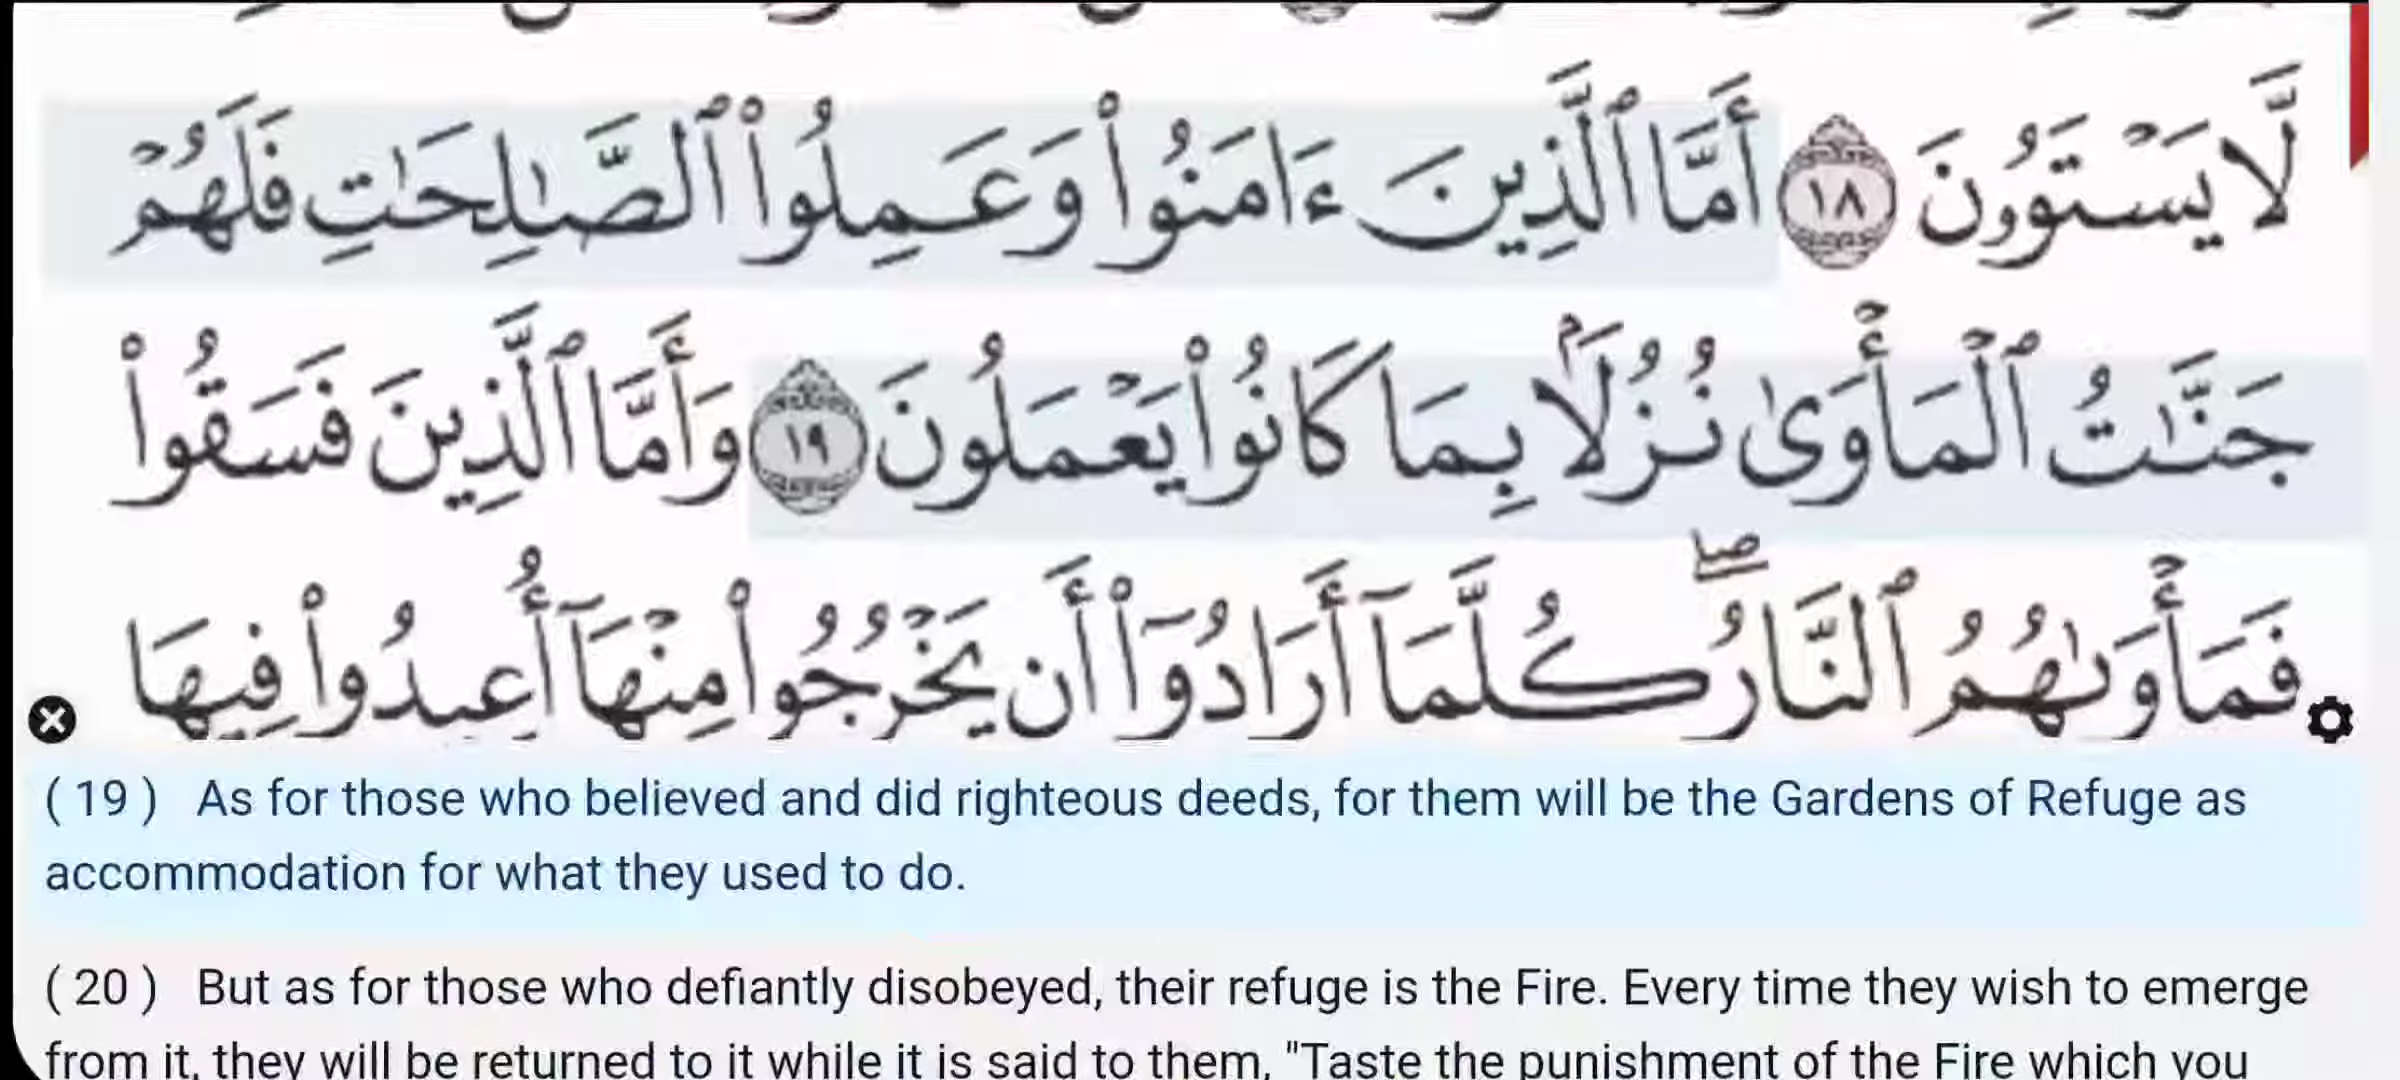 لَّا يَسْتَوُۥنَ ١٨ أَمَّا ٱلَّذِينَ ءَامَنُوا۟ وَعَمِلُوا۟ ٱلصَّـٰلِحَـٰتِ فَلَهُمْ
جَنَّـٰتُ ٱلْمَأْوَىٰ نُزُلًۢا بِمَا كَانُوا۟ يَعْمَلُونَ ١٩ وَأَمَّا ٱلَّذِينَ فَسَقُوا۟
فَمَأْوَىٰهُمُ ٱلنَّارُ ۖ كُلَّمَآ أَرَادُوٓا۟ أَن يَخْرُجُوا۟ مِنْهَآ أُعِيدُوا۟ فِيهَا
( 19 ) As for those who believed and did righteous deeds, for them will be the Gardens of Refuge as
accommodation for what they used to do.
( 20 ) But as for those who defiantly disobeyed, their refuge is the Fire. Every time they wish to emerge
from it, they will be returned to it while it is said to them, "Taste the punishment of the Fire which you